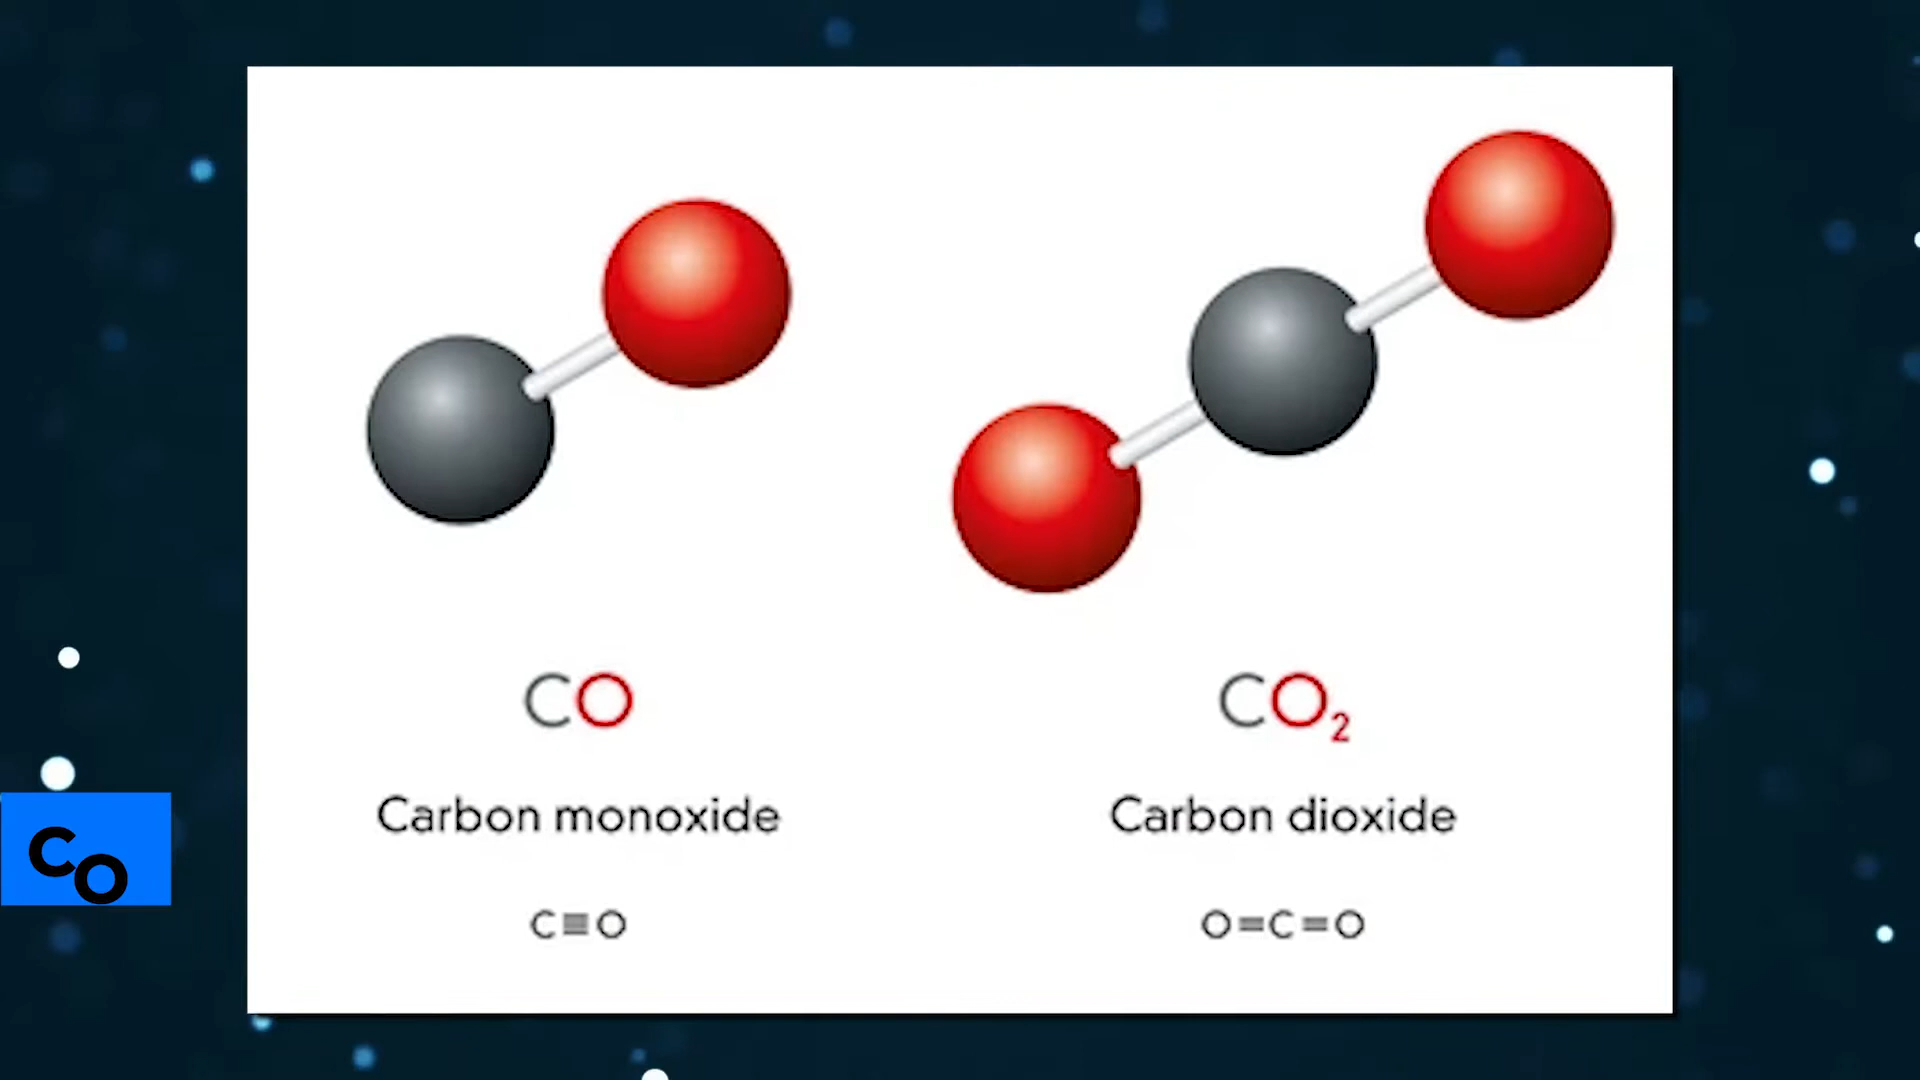 CO
CO₂
Carbon monoxide
Carbon dioxide
C≡O
O=C=O
CO